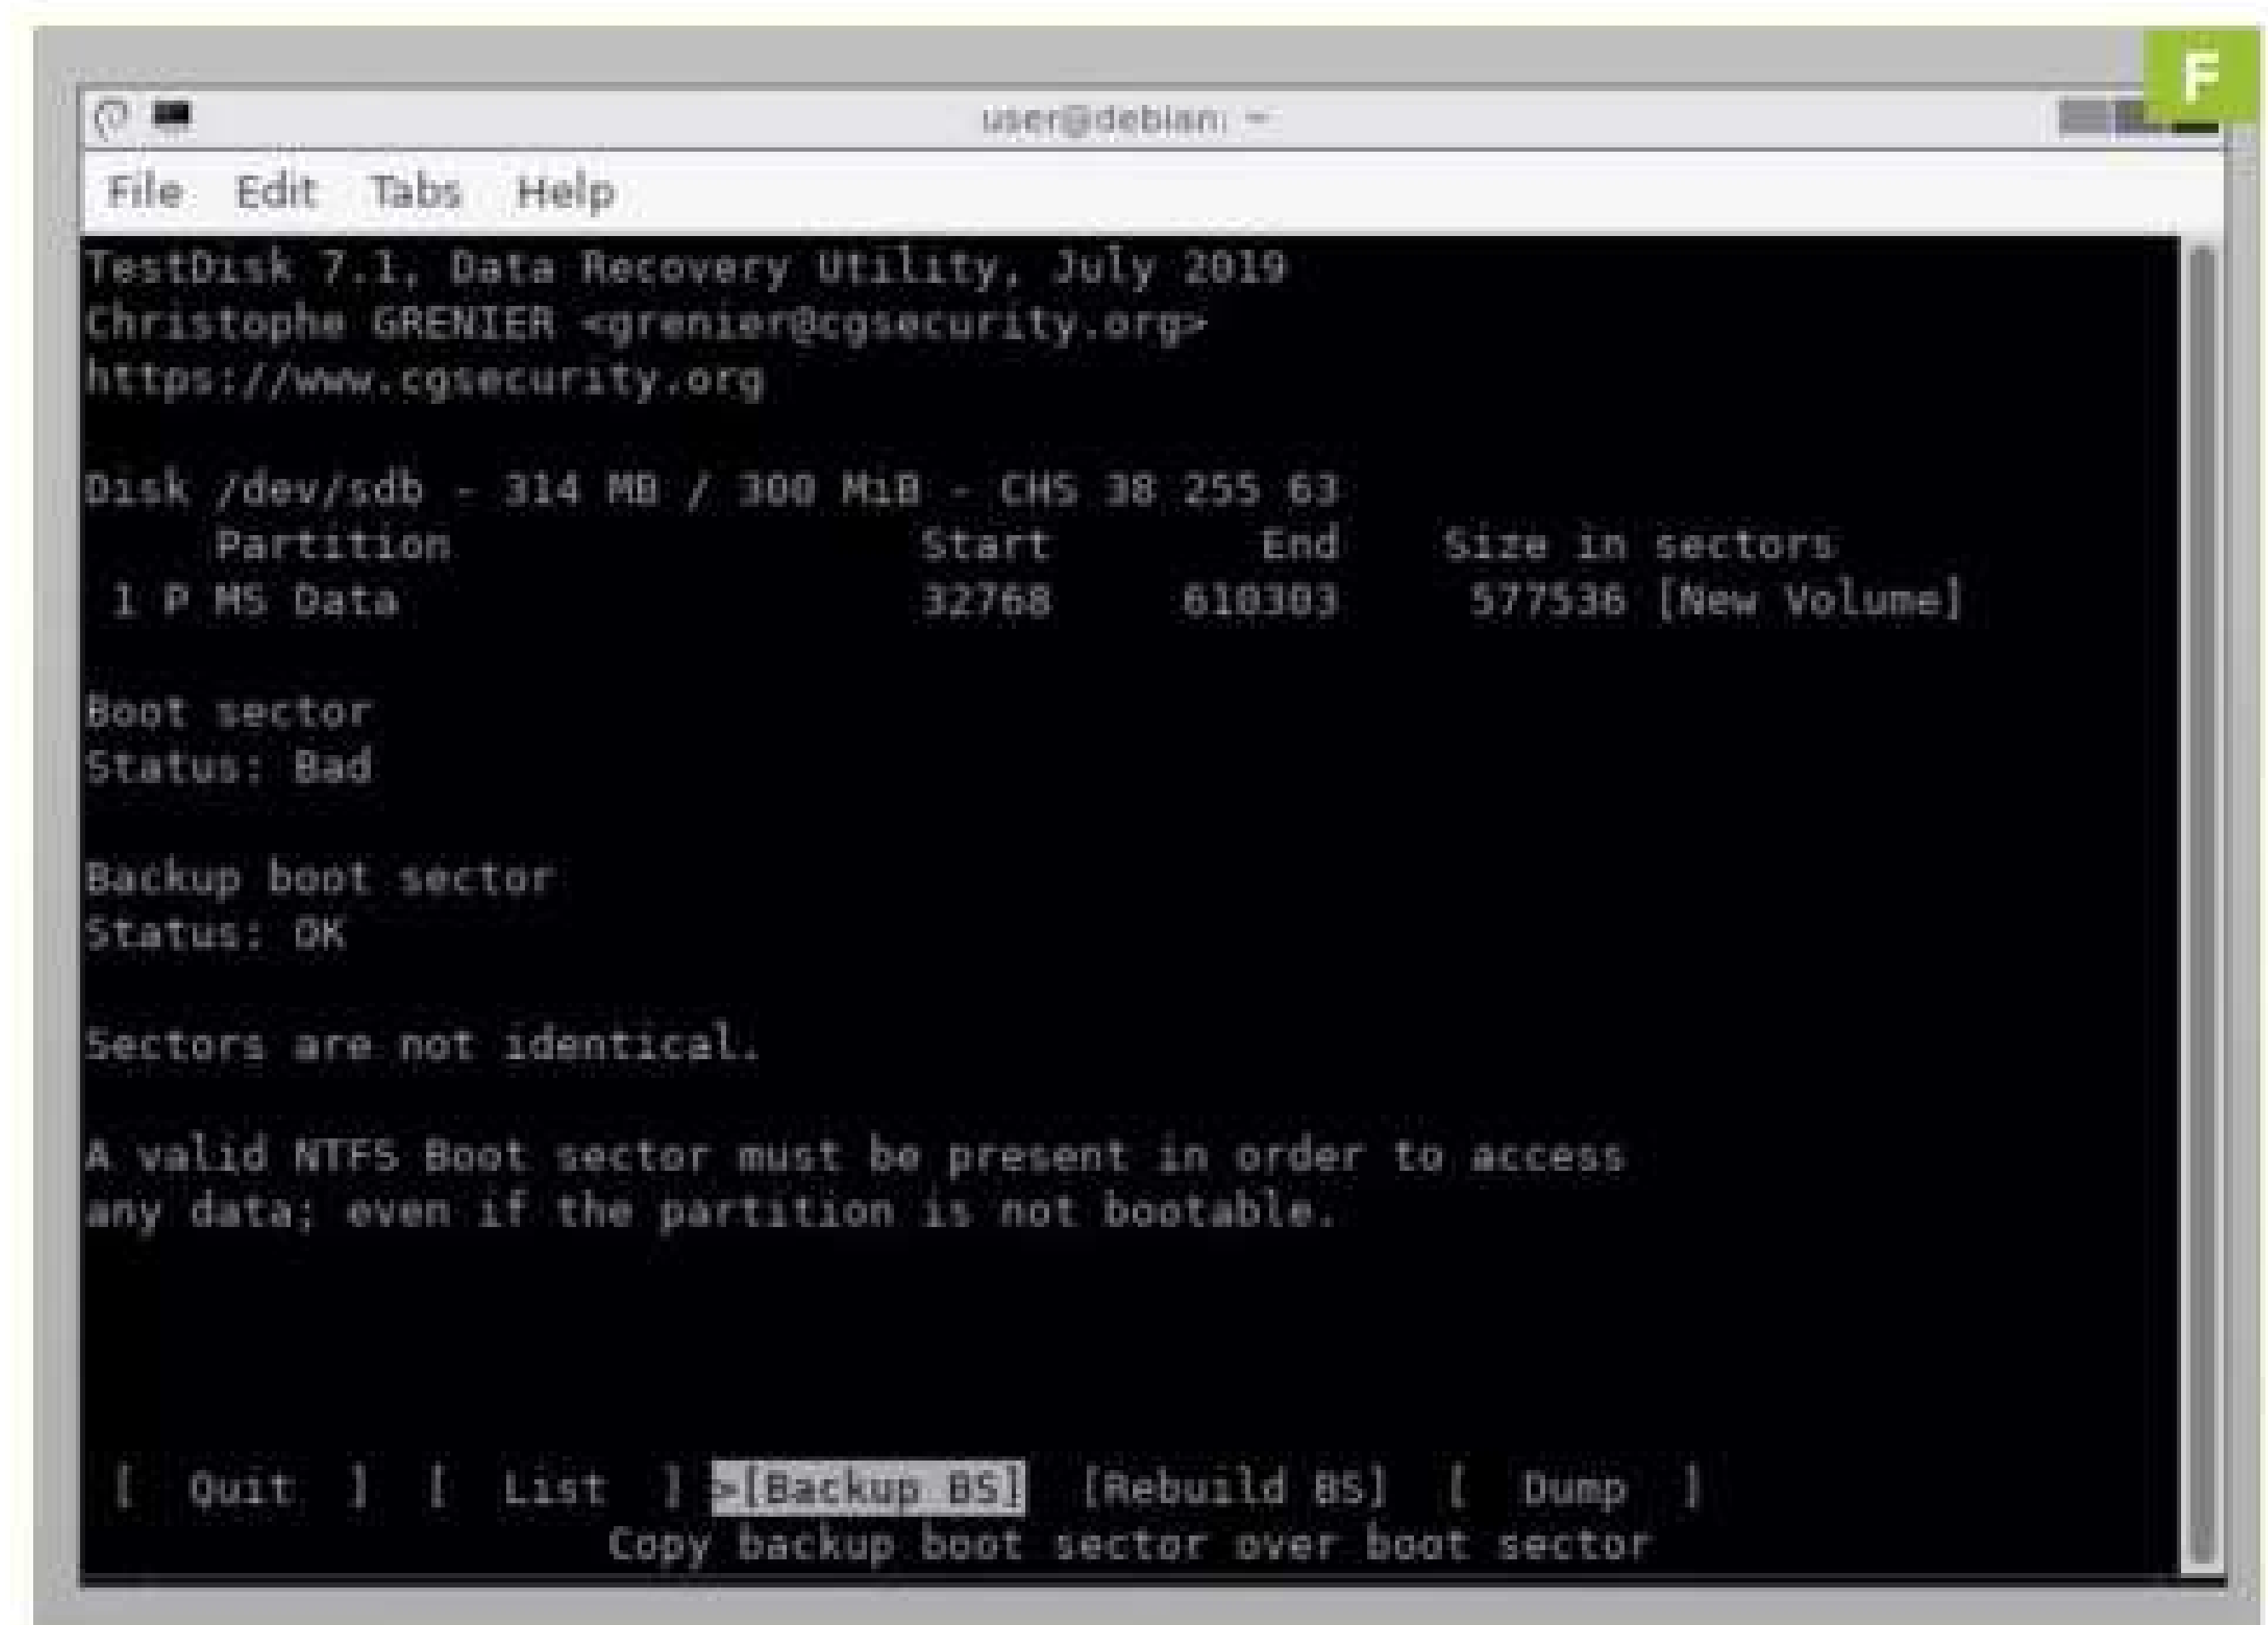 F
user@debian: ~
File Edit Tabs Help
TestDisk 7.1, Data Recovery Utility, July 2019
Christophe GRENIER <grenier@cgsecurity.org>
https://www.cgsecurity.org
Disk /dev/sdb - 314 MB / 300 MiB - CHS 38 255 63
Partition Start End Size in sectors
1 P MS Data 32768 610303 577536 [New Volume]
Boot sector
Status: Bad
Backup boot sector
Status: OK
Sectors are not identical.
A valid NTFS Boot sector must be present in order to access
any data; even if the partition is not bootable.
[ Quit ] [ List ] >[Backup BS] [Rebuild BS] [ Dump ]
Copy backup boot sector over boot sector